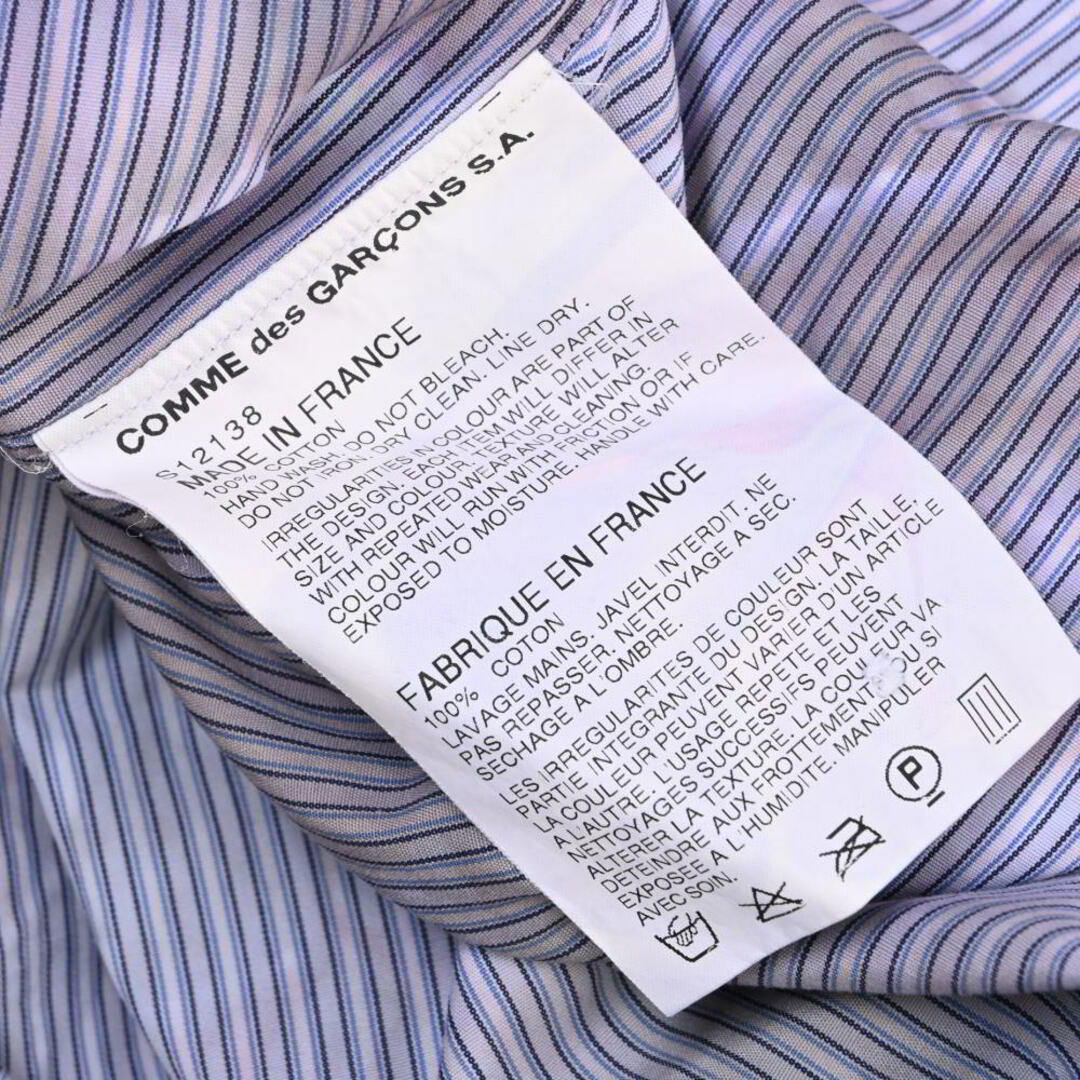 COMME des GARÇONS S.A.
S12138
MADE IN FRANCE
100% COTTON
HAND WASH. DO NOT BLEACH.
DO NOT IRON. DRY CLEAN. LINE DRY.
IRREGULARITIES IN COLOUR ARE PART OF
THE DESIGN. EACH ITEM WILL DIFFER IN
SIZE AND COLOUR. TEXTURE WILL ALTER
WITH REPEATED WEAR AND CLEANING.
COLOUR WILL RUN WITH FRICTION OR IF
EXPOSED TO MOISTURE. HANDLE WITH CARE.
FABRIQUE EN FRANCE
100% COTON
LAVAGE MAINS. JAVEL INTERDIT. NE
PAS REPASSER. NETTOYAGE A SEC.
SECHAGE A L'OMBRE.
LES IRREGULARITES DE COULEUR SONT
PARTIE INTEGRANTE DU DESIGN. LA TAILLE,
LA COULEUR PEUVENT VARIER D'UN ARTICLE
A L'AUTRE. L'USAGE REPETE ET LES
NETTOYAGES SUCCESSIFS PEUVENT
ALTERER LA TEXTURE. LA COULEUR VA
DETEINDRE AUX FROTTEMENTS OU SI
EXPOSEE A L'HUMIDITE. MANIPULER
AVEC SOIN.
P